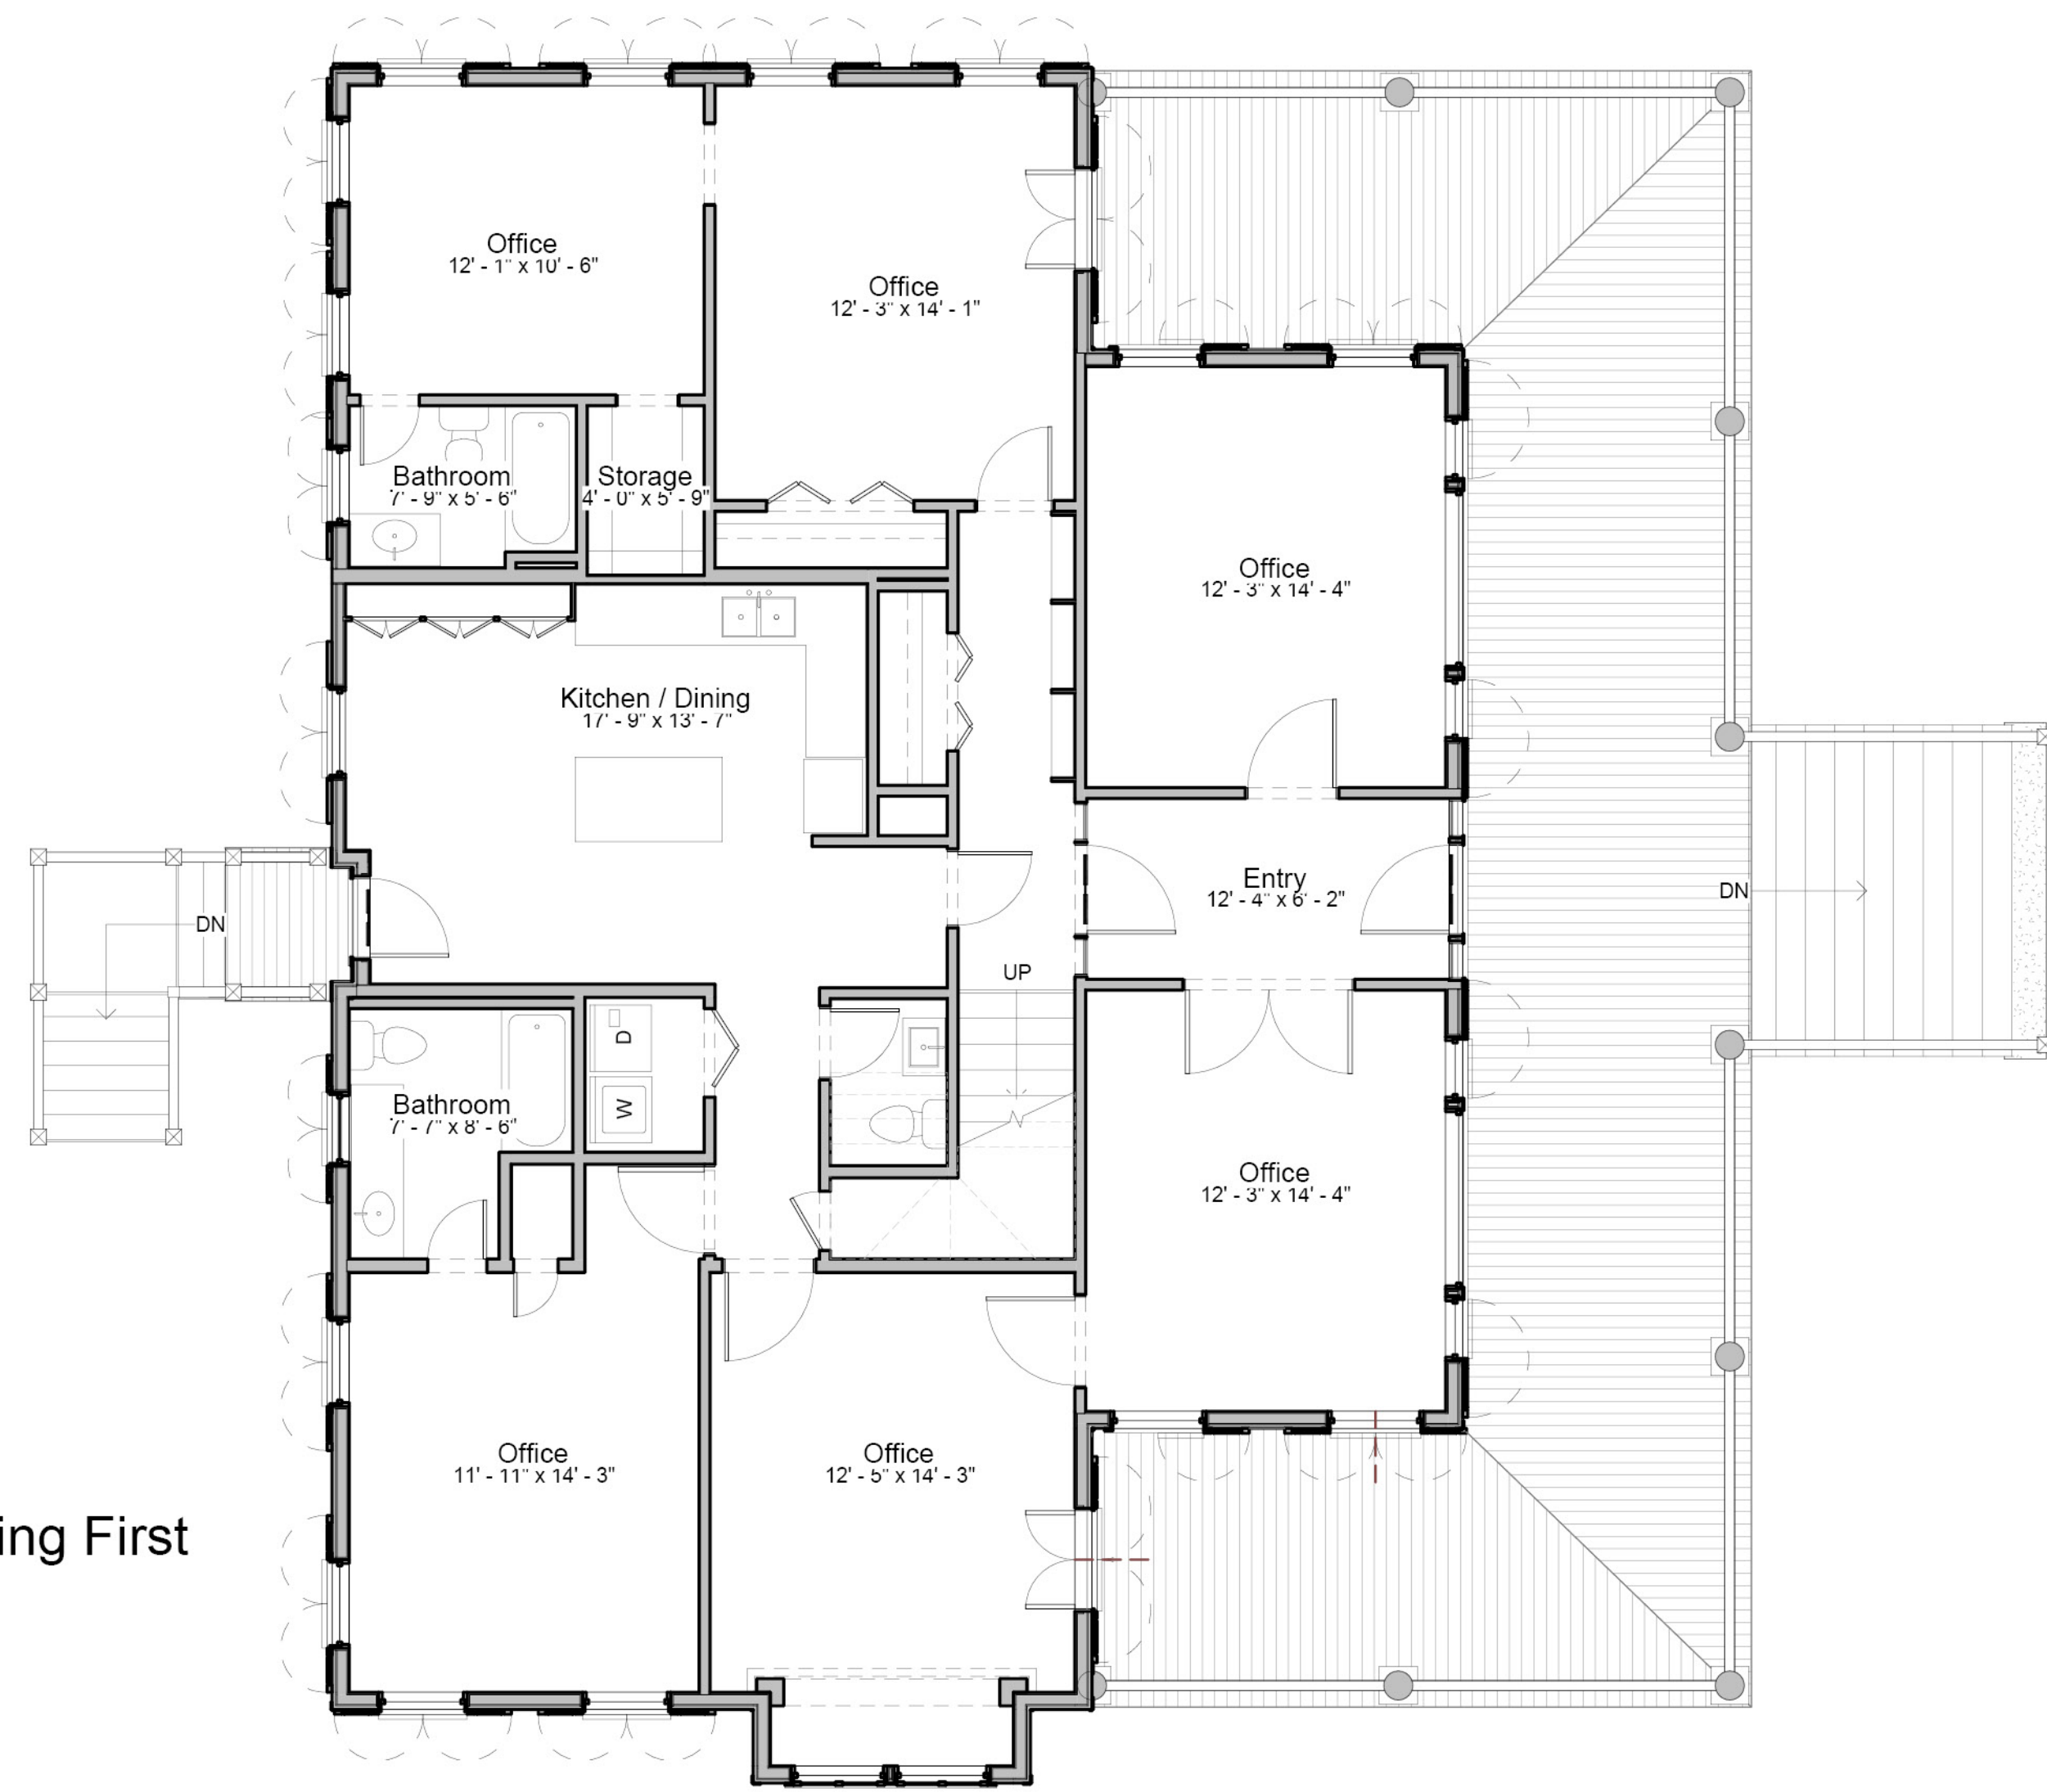 Office
12' - 1" x 10' - 6"
Office
12' - 3" x 14' - 1"
Bathroom
7' - 9" x 5' - 6"
Storage
4' - 0" x 5' - 9"
Office
12' - 3" x 14' - 4"
Kitchen / Dining
17' - 9" x 13' - 7"
Entry
12' - 4" x 6' - 2"
DN
DN
UP
D
W
Bathroom
7' - 7" x 8' - 6"
Office
12' - 3" x 14' - 4"
Office
11' - 11" x 14' - 3"
Office
12' - 5" x 14' - 3"
ing First